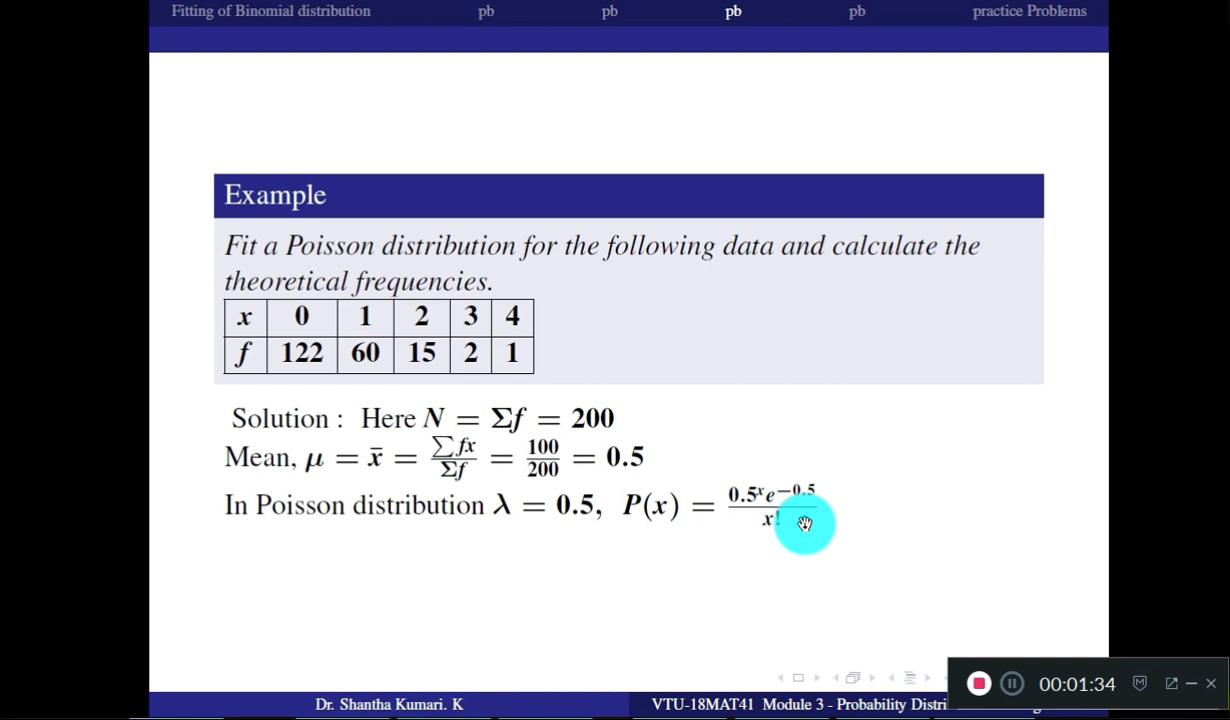 Fitting of Binomial distribution pb pb pb pb practice Problems
Example
Fit a Poisson distribution for the following data and calculate the
theoretical frequencies.
x 0 1 2 3 4
f 122 60 15 2 1
Solution : Here N = Σf = 200
Mean, μ = x̄ = ∑fx/Σf = 100/200 = 0.5
In Poisson distribution λ = 0.5, P(x) = 0.5ˣe⁻⁰·⁵/x!
00:01:34
Dr. Shantha Kumari. K VTU-18MAT41 Module 3 - Probability Distri